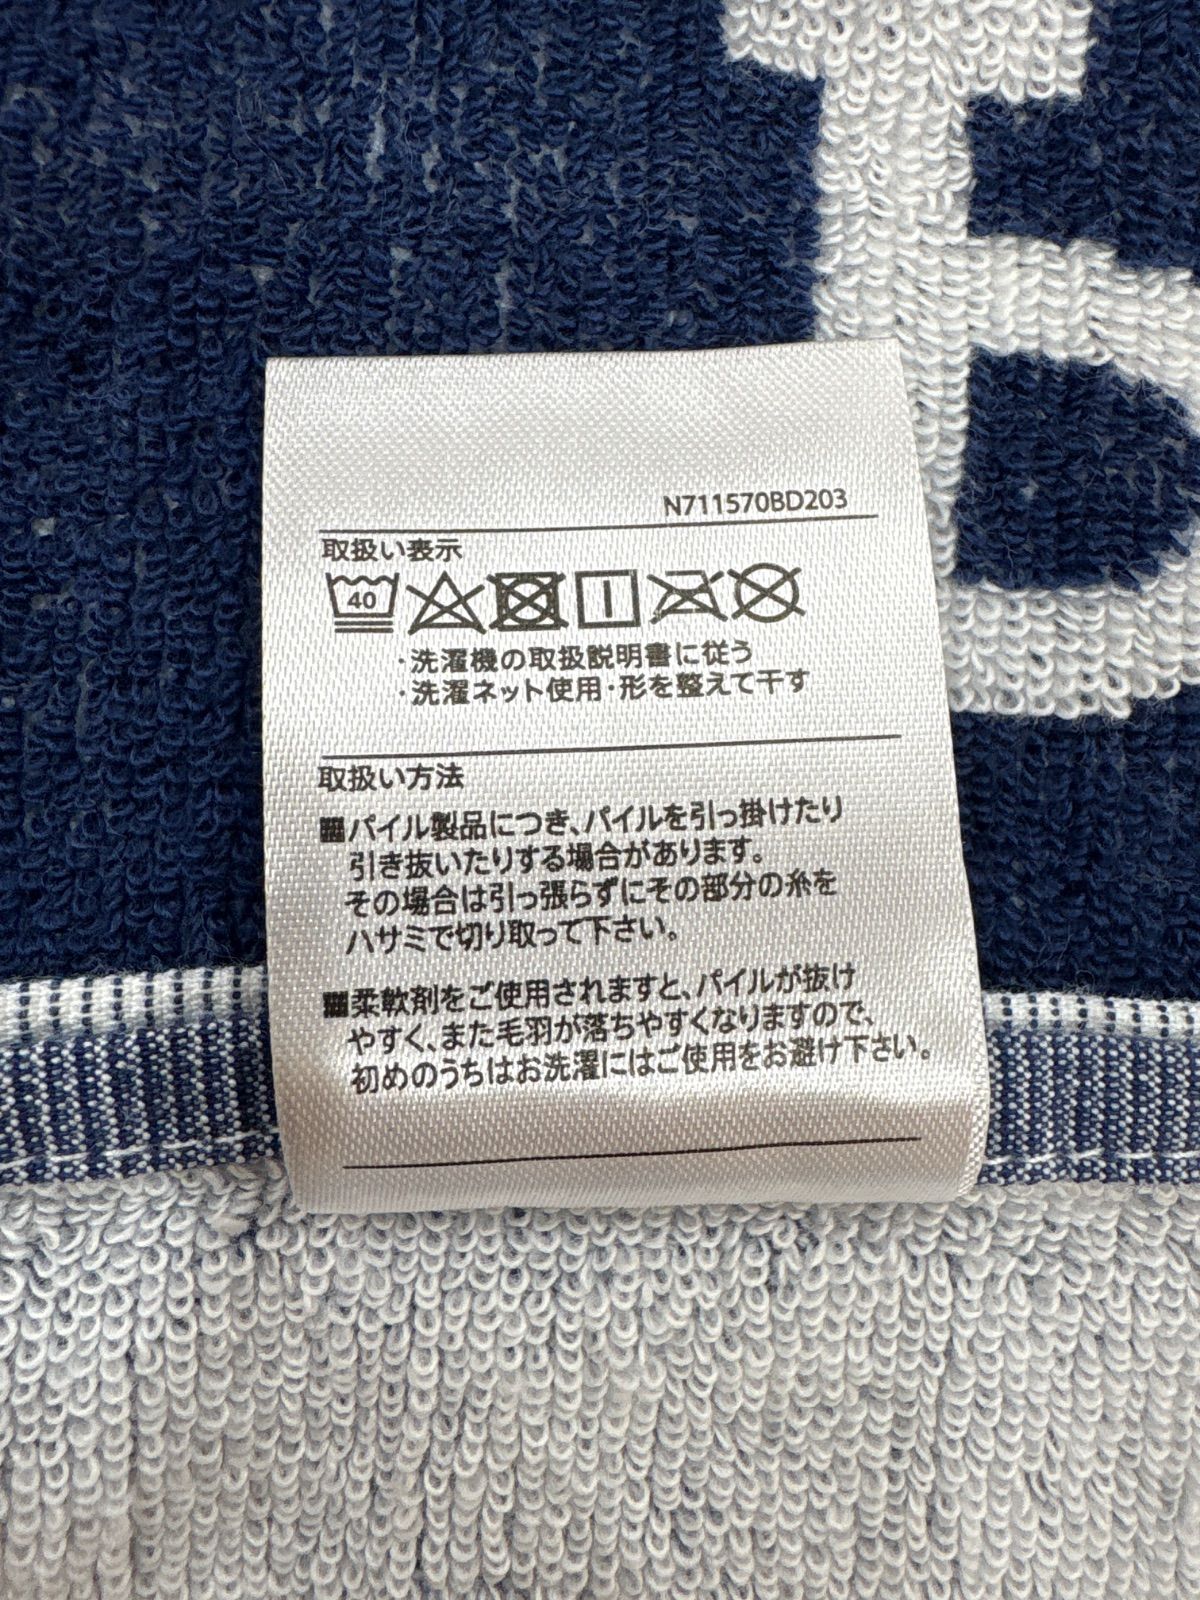 N711570BD203
取扱い表示
40
・洗濯機の取扱説明書に従う
・洗濯ネット使用・形を整えて干す
取扱い方法
■パイル製品につき、パイルを引っ掛けたり
引き抜いたりする場合があります。
その場合は引っ張らずにその部分の糸を
ハサミで切り取って下さい。
■柔軟剤をご使用されますと、パイルが抜け
やすく、また毛羽が落ちやすくなりますので、
初めのうちはお洗濯にはご使用をお避け下さい。